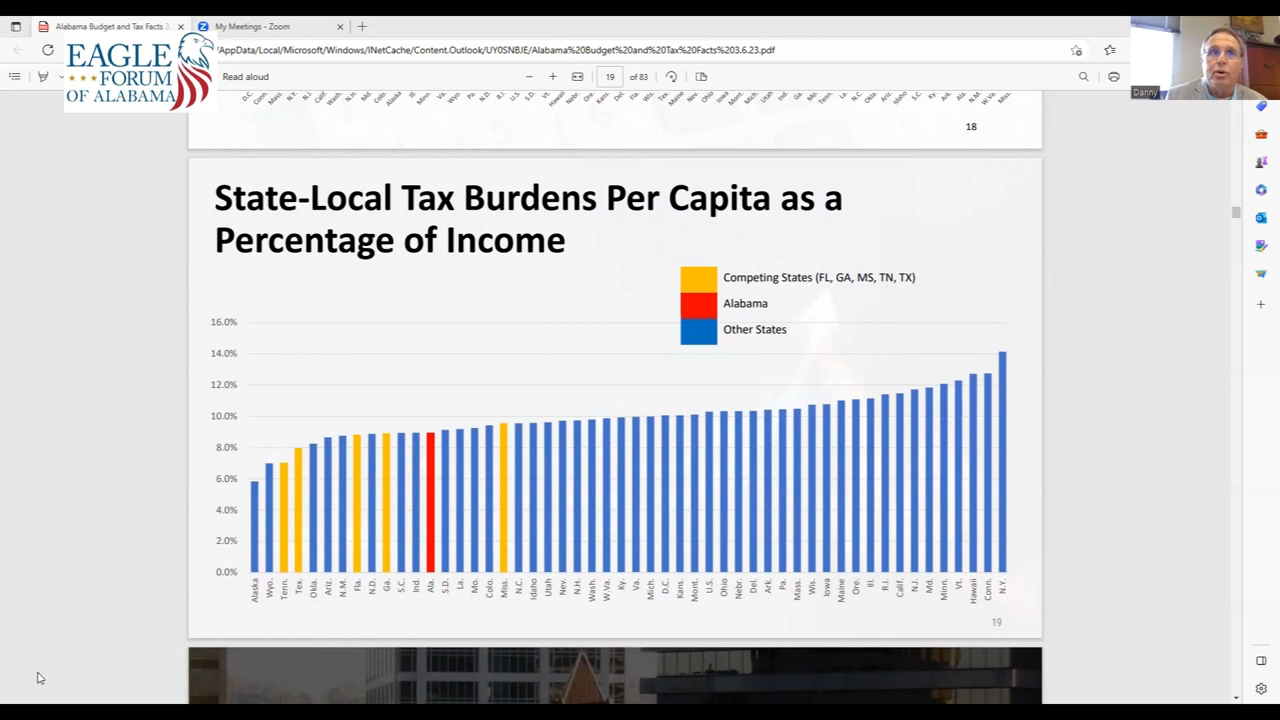 Alabama Budget and Tax Facts 3
My Meetings - Zoom
/AppData/Local/Microsoft/Windows/INetCache/Content.Outlook/UY0SNBJE/Alabama%20Budget%20and%20Tax%20Facts%203.6.23.pdf
EAGLE
FORUM
OF ALABAMA
Read aloud
19 of 83
Danny
18
State-Local Tax Burdens Per Capita as a
Percentage of Income
Competing States (FL, GA, MS, TN, TX)
Alabama
Other States
16.0%
14.0%
12.0%
10.0%
8.0%
6.0%
4.0%
2.0%
0.0%
Alaska
Wyo.
Tenn.
Tex.
Okla.
Ariz.
N.M.
Fla.
N.D.
Ga.
S.C.
Ind.
Ala.
S.D.
La.
Mo.
Colo.
Miss.
N.C.
Idaho
Utah
Nev.
N.H.
Wash.
W.Va.
Ky.
Va.
Mich.
D.C.
Kans.
Mont.
U.S.
Ohio
Nebr.
Del.
Ark.
Pa.
Mass.
Wis.
Iowa
Maine
Ore.
Ill.
R.I.
Calif.
N.J.
Md.
Minn.
Vt.
Hawaii
Conn.
N.Y.
19